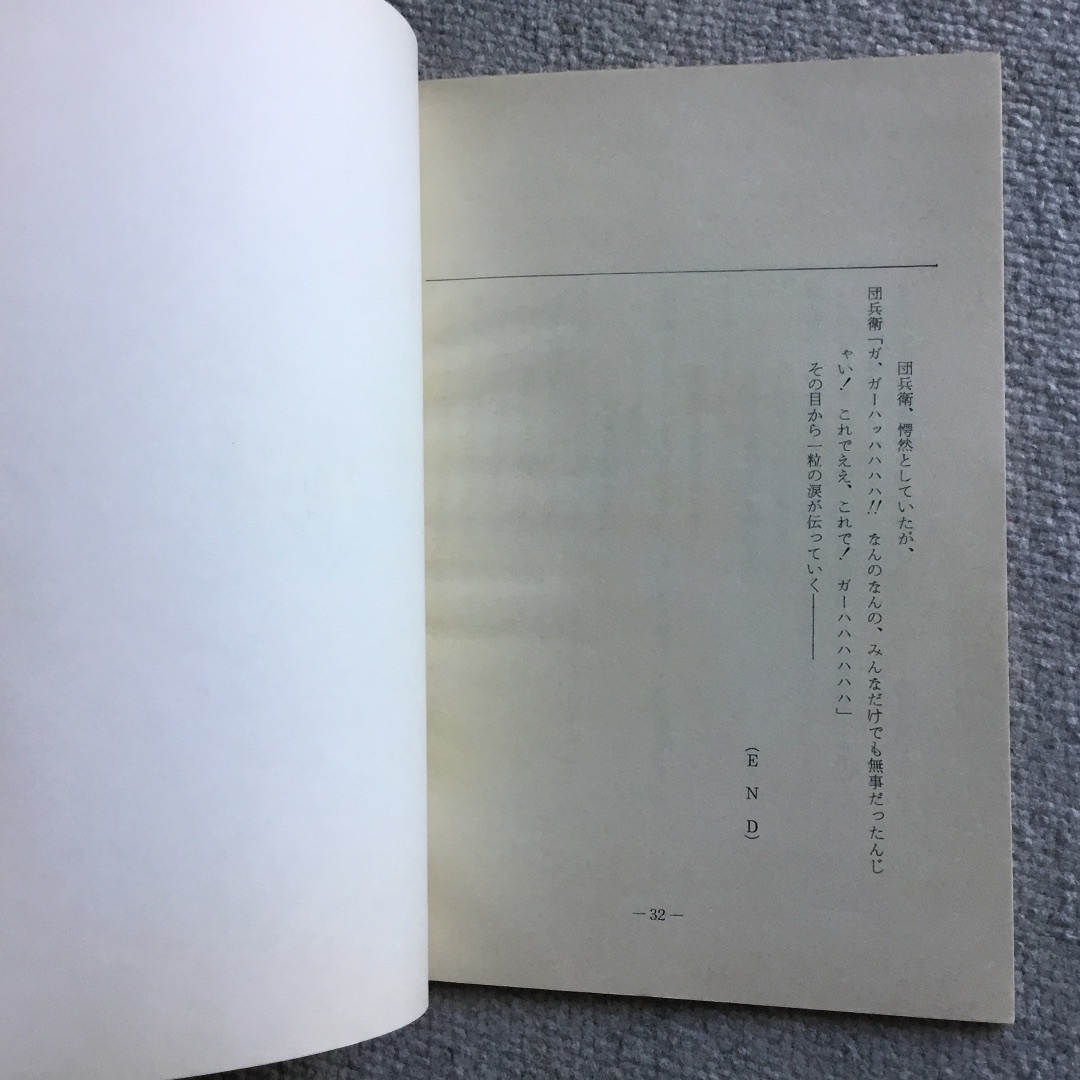 団兵衛、愕然としていたが、
団兵衛「ガ、ガーハッハハハハ!! なんのなんの、みんなだけでも無事だったんじ
ゃい! これでええ、これで! ガーハハハハハハ」
その目から一粒の涙が伝っていく――
(END)
—32—